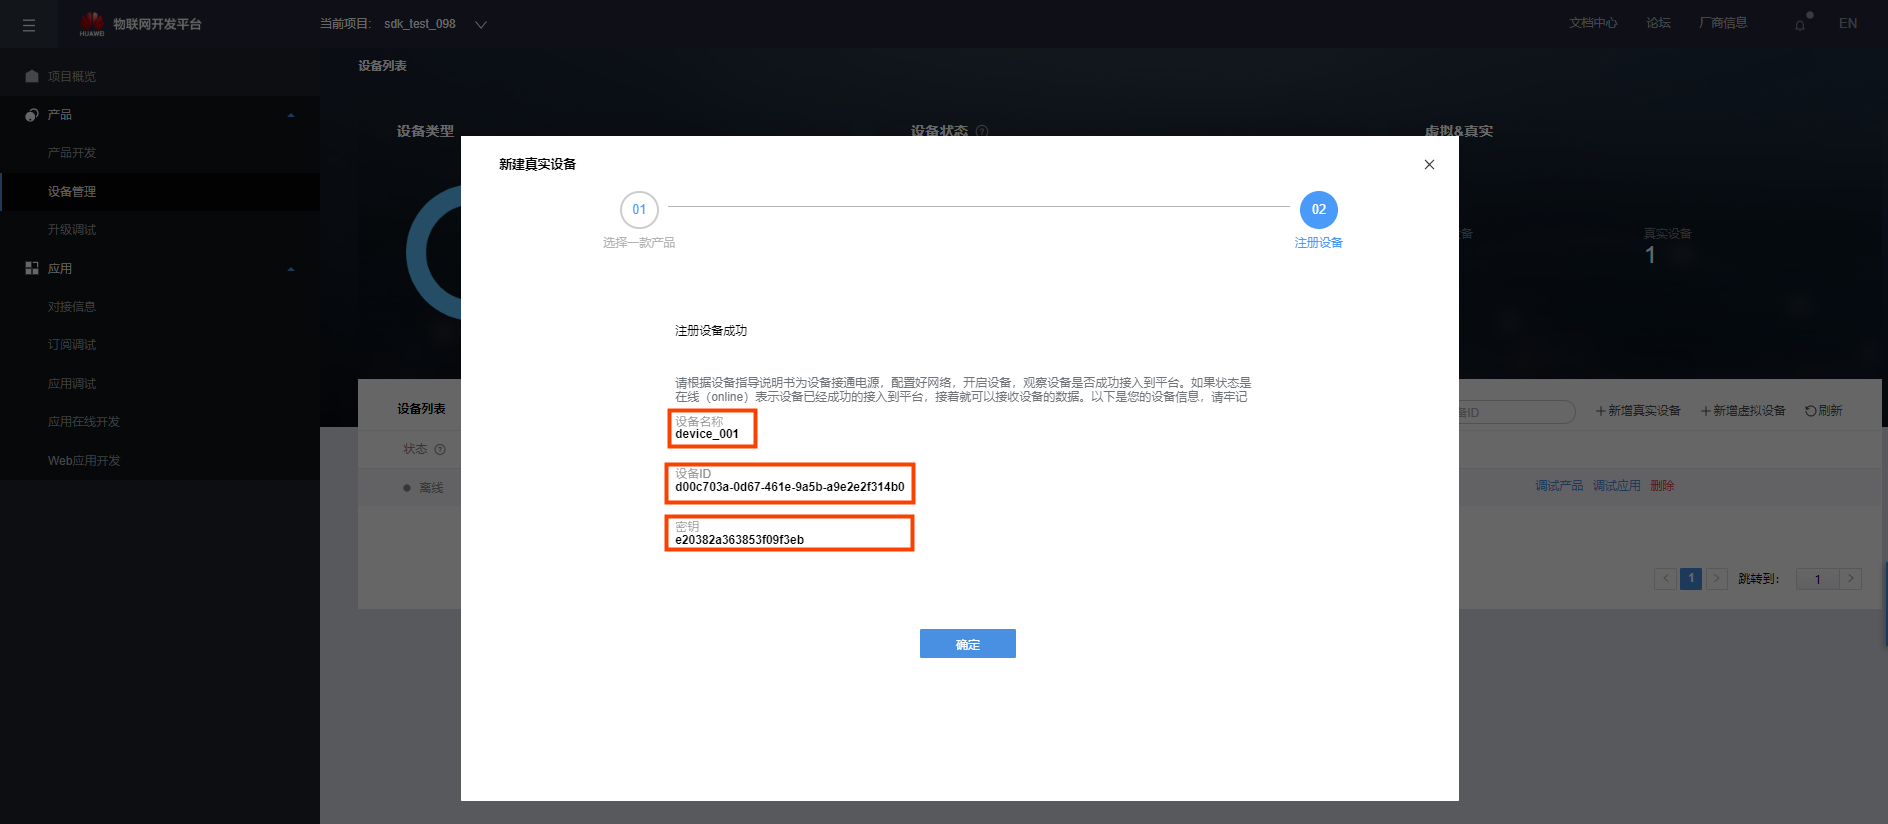 HUAWEI
物联网开发平台
当前项目: sdk_test_098
文档中心
论坛
厂商信息
EN
项目概览
产品
产品开发
设备管理
升级调试
应用
对接信息
订阅调试
应用调试
应用在线开发
Web应用开发
设备列表
设备类型
设备状态 ?
虚拟&真实
备
真实设备
1
新建真实设备
01
选择一款产品
02
注册设备
注册设备成功
请根据设备指导说明书为设备接通电源，配置好网络，开启设备，观察设备是否成功接入到平台。如果状态是
在线（online）表示设备已经成功的接入到平台，接着就可以接收设备的数据。以下是您的设备信息，请牢记
设备名称
device_001
设备ID
d00c703a-0d67-461e-9a5b-a9e2e2f314b0
密钥
e20382a363853f09f3eb
确定
设备列表
备ID
+新增真实设备
+新增虚拟设备
刷新
状态 ?
离线
调试产品 调试应用 删除
< 1 > 跳转到: 1 >